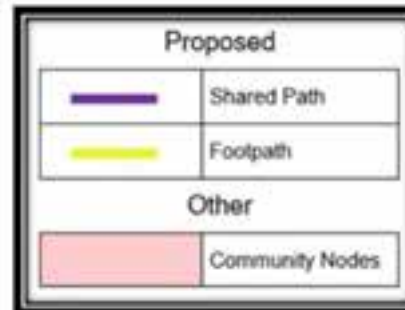 Proposed
Shared Path
Footpath
Other
Community Nodes